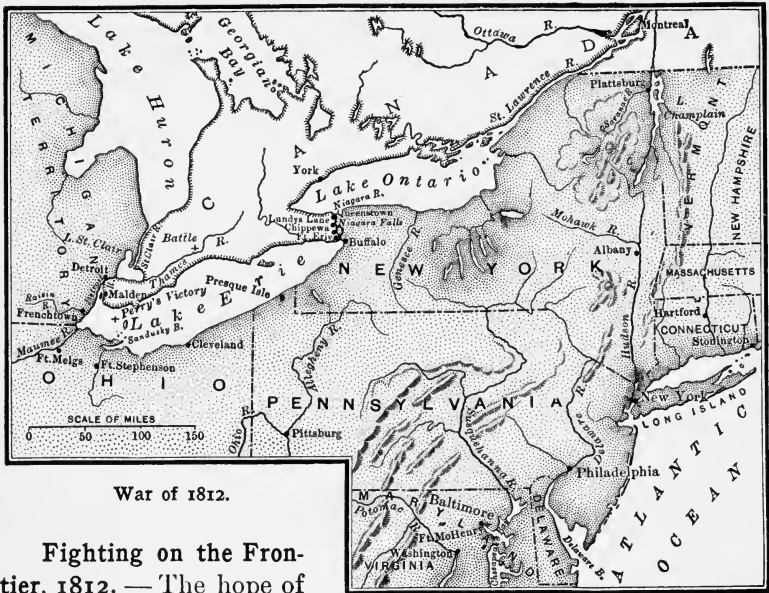 Ottawa R.
Montreal
Georgia Bay
Lake Huron
CANADA
MICHIGAN
TERRITORY
St. Lawrence R.
Plattsburg
Saranac R.
L. Champlain
VERMONT
NEW HAMPSHIRE
York
Lake Ontario
Niagara R.
Queenstown
Lundys Lane
Niagara Falls
Chippewa
Ft. Erie
Buffalo
Genesee R.
Mohawk R.
Albany
NEW YORK
MASSACHUSETTS
Hartford
CONNECTICUT
Stonington
Hudson R.
L. St. Clair
St. Clair R.
Battle
Thames R.
Detroit
Malden
Perry's Victory
Presque Isle
Lake Erie
Raisin R.
Frenchtown
Sandusky B.
Maumee R.
Cleveland
Ft. Meigs
Ft. Stephenson
OHIO
SCALE OF MILES
0 50 100 150
Ohio R.
Allegheny R.
Pittsburg
PENNSYLVANIA
Susquehanna R.
Delaware R.
New York
LONG ISLAND
Philadelphia
ATLANTIC
OCEAN
MARYLAND
Potomac
Baltimore
Ft. McHenry
Washington
VIRGINIA
DELAWARE
Delaware B.
War of 1812.
Fighting on the Fron-
tier, 1812. — The hope of